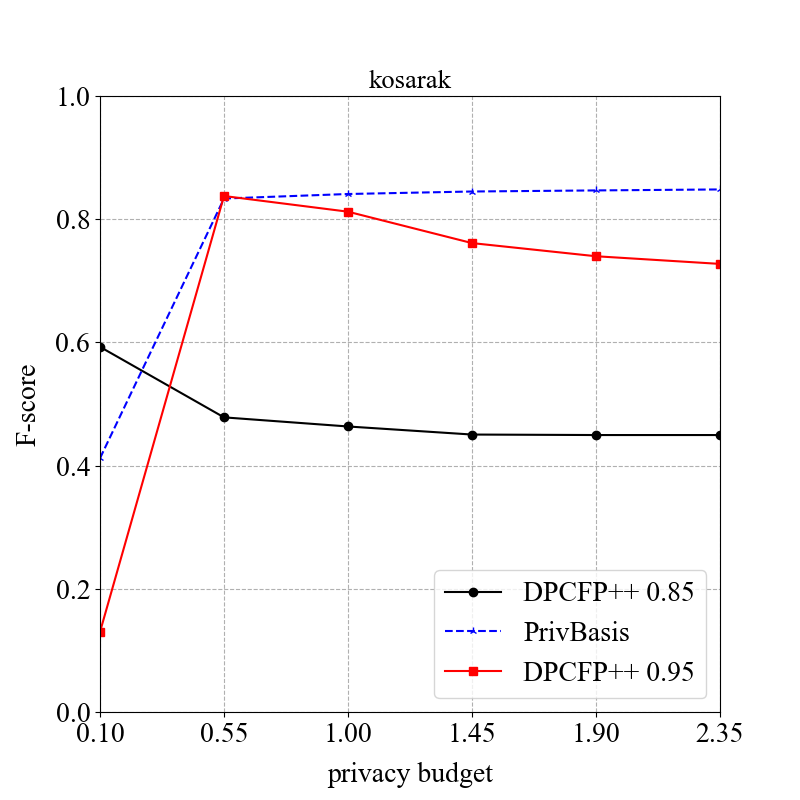 kosarak
1.0
0.8
0.6
0.4
0.2
0.0
F-score
DPCFP++ 0.85
PrivBasis
DPCFP++ 0.95
0.10 0.55 1.00 1.45 1.90 2.35
privacy budget